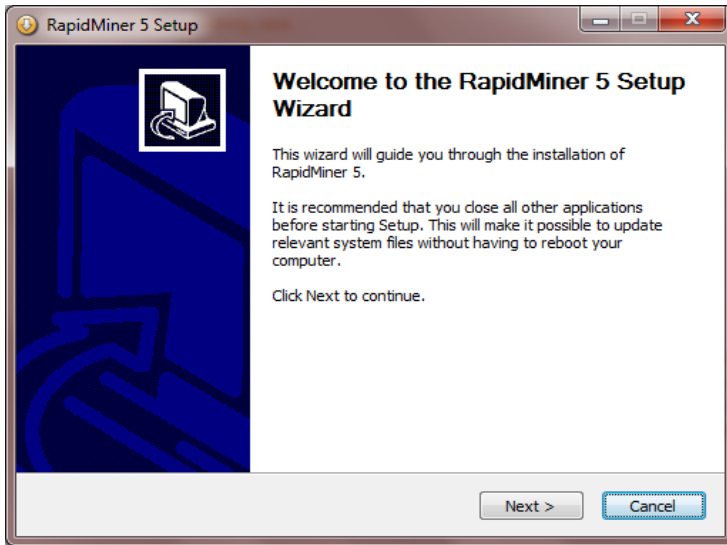 RapidMiner 5 Setup
Welcome to the RapidMiner 5 Setup
Wizard
This wizard will guide you through the installation of
RapidMiner 5.
It is recommended that you close all other applications
before starting Setup. This will make it possible to update
relevant system files without having to reboot your
computer.
Click Next to continue.
Next >
Cancel